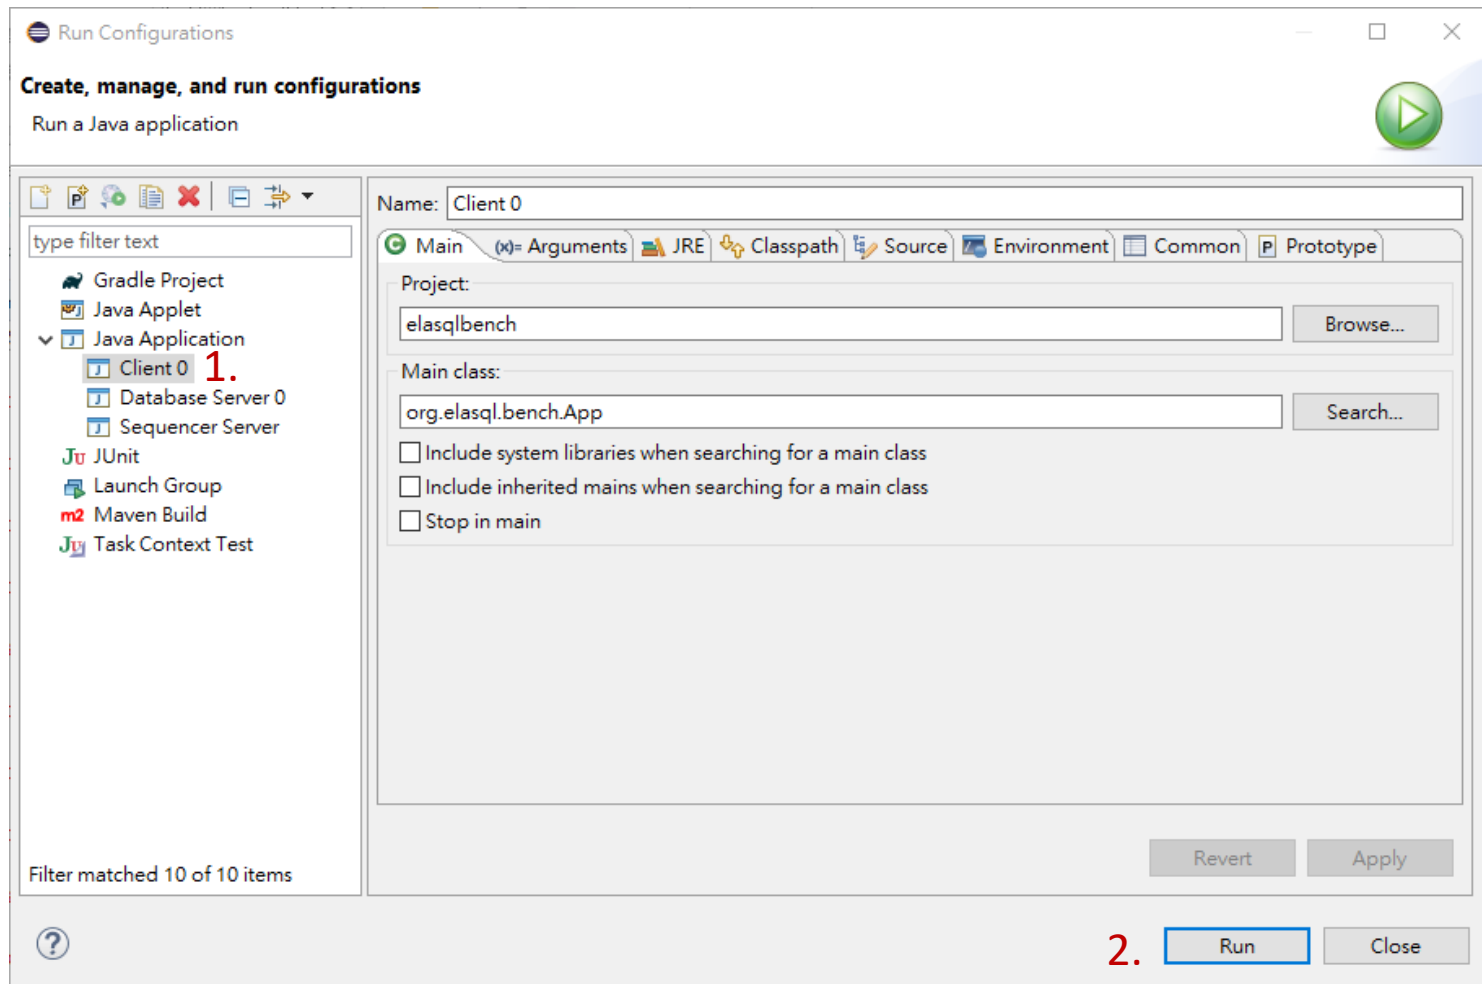 Run Configurations
Create, manage, and run configurations
Run a Java application
type filter text
Gradle Project
Java Applet
Java Application
Client 0 1.
Database Server 0
Sequencer Server
JUnit
Launch Group
Maven Build
Task Context Test
Filter matched 10 of 10 items
Name: Client 0
Main (x)= Arguments JRE Classpath Source Environment Common Prototype
Project:
elasqlbench Browse...
Main class:
org.elasql.bench.App Search...
Include system libraries when searching for a main class
Include inherited mains when searching for a main class
Stop in main
Revert Apply
2. Run Close